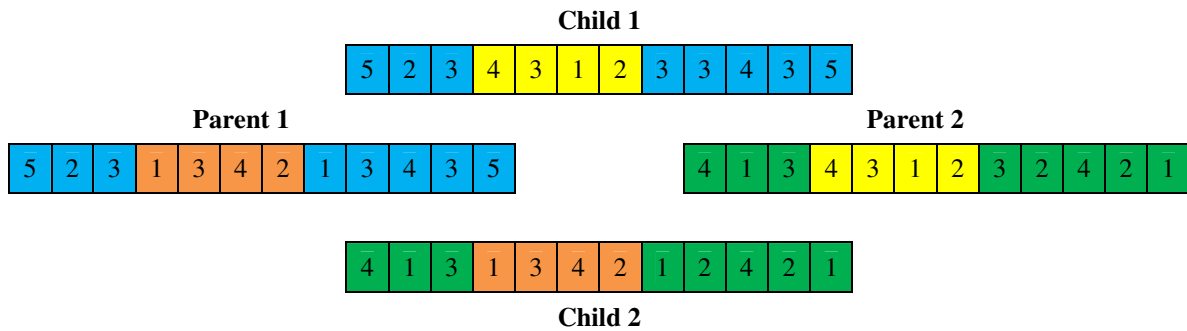 Child 1
5 2 3 4 3 1 2 3 3 4 3 5
Parent 1
Parent 2
5 2 3 1 3 4 2 1 3 4 3 5
4 1 3 4 3 1 2 3 2 4 2 1
4 1 3 1 3 4 2 1 2 4 2 1
Child 2